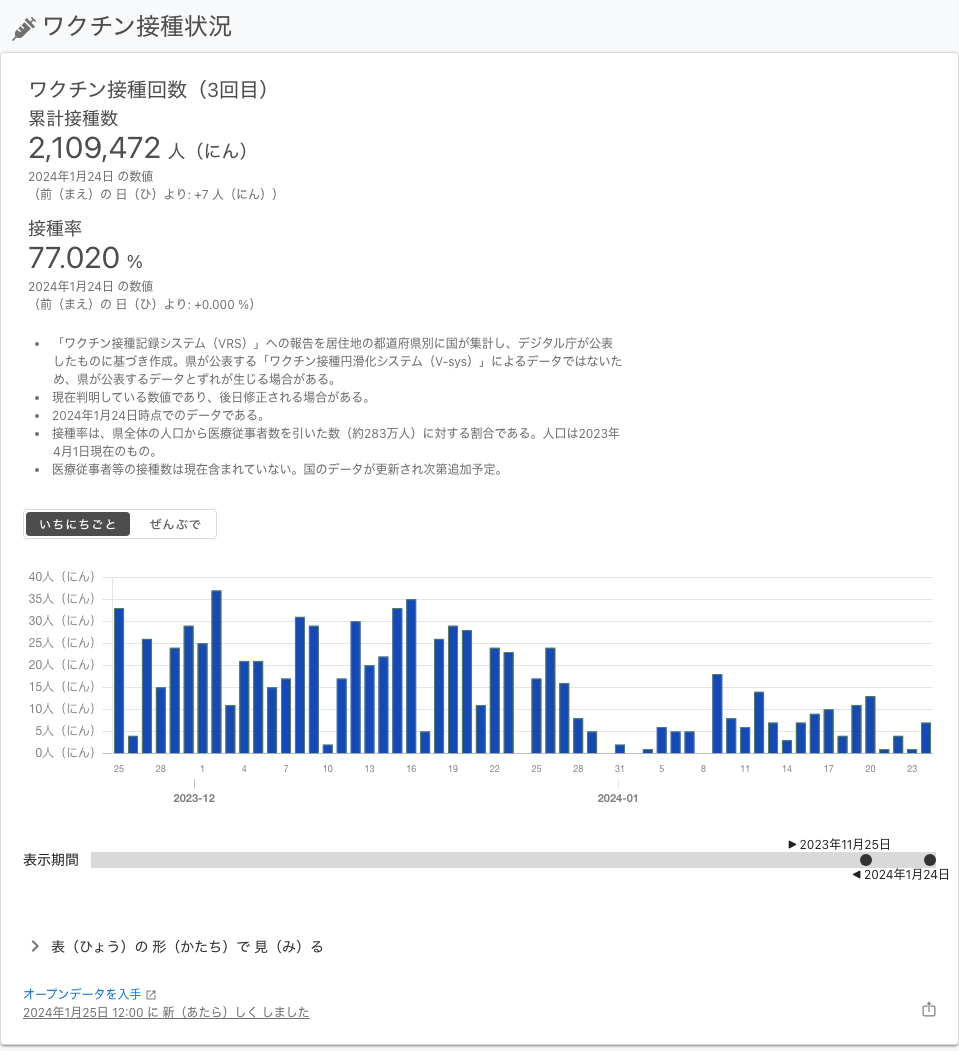 ワクチン接種状況
ワクチン接種回数（3回目）
累計接種数
2,109,472 人（にん）
2024年1月24日 の数値
（前（まえ）の 日（ひ）より: +7 人（にん））
接種率
77.020 %
2024年1月24日 の数値
（前（まえ）の 日（ひ）より: +0.000 %）
• 「ワクチン接種記録システム（VRS）」への報告を居住地の都道府県別に国が集計し、デジタル庁が公表
したものに基づき作成。県が公表する「ワクチン接種円滑化システム（V-sys）」によるデータではないた
め、県が公表するデータとずれが生じる場合がある。
• 現在判明している数値であり、後日修正される場合がある。
• 2024年1月24日時点でのデータである。
• 接種率は、県全体の人口から医療従事者数を引いた数（約283万人）に対する割合である。人口は2023年
4月1日現在のもの。
• 医療従事者等の接種数は現在含まれていない。国のデータが更新され次第追加予定。
いちにちごと ぜんぶで
40人（にん）
35人（にん）
30人（にん）
25人（にん）
20人（にん）
15人（にん）
10人（にん）
5人（にん）
0人（にん）
25 28 1 4 7 10 13 16 19 22 25 28 31 5 8 11 14 17 20 23
2023-12 2024-01
▶ 2023年11月25日
表示期間
◀ 2024年1月24日
表（ひょう）の 形（かたち）で 見（み）る
オープンデータを入手
2024年1月25日 12:00 に 新（あたら）しく しました